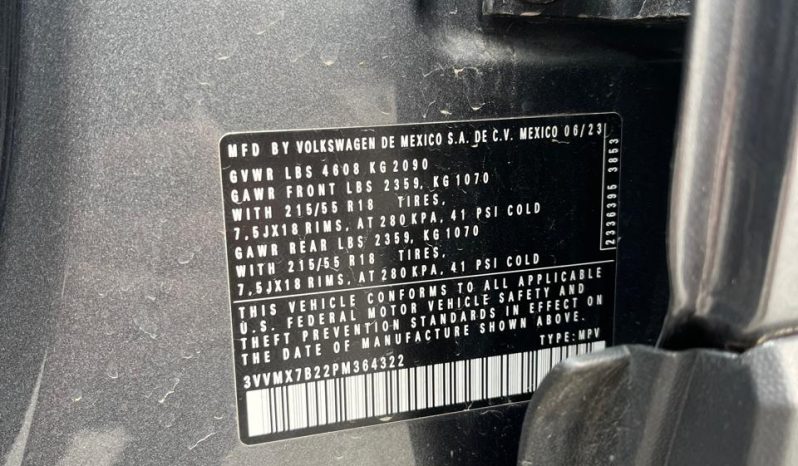 MFD BY VOLKSWAGEN DE MEXICO S.A. DE C.V. MEXICO 06/23
GVWR LBS 4608 KG 2090
GAWR FRONT LBS 2359, KG 1070
WITH 215/55 R18 TIRES,
7.5JX18 RIMS, AT 280 KPA, 41 PSI COLD
GAWR REAR LBS 2359, KG 1070
WITH 215/55 R18 TIRES,
7.5JX18 RIMS, AT 280 KPA, 41 PSI COLD
2336395 3853
THIS VEHICLE CONFORMS TO ALL APPLICABLE
U.S. FEDERAL MOTOR VEHICLE SAFETY AND
THEFT PREVENTION STANDARDS IN EFFECT ON
THE DATE OF MANUFACTURE SHOWN ABOVE.
3VVMX7B22PM364322 TYPE: MPV